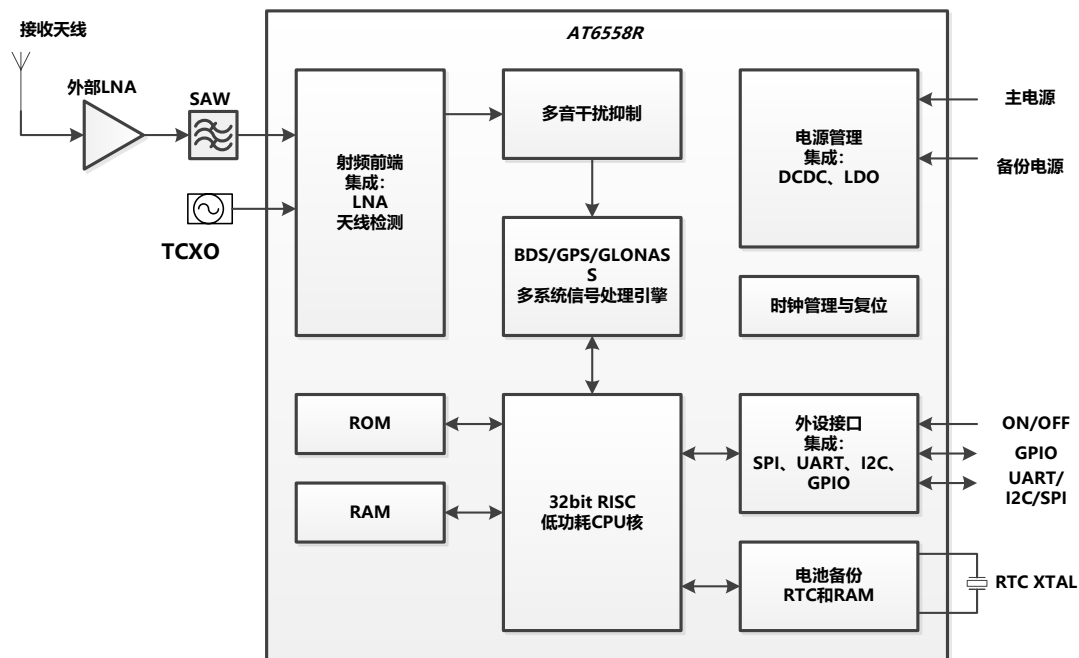 AT6558R
接收天线
外部LNA
SAW
TCXO
射频前端
集成：
LNA
天线检测
多音干扰抑制
BDS/GPS/GLONAS
S
多系统信号处理引擎
电源管理
集成：
DCDC、LDO
主电源
备份电源
时钟管理与复位
ROM
RAM
32bit RISC
低功耗CPU核
外设接口
集成：
SPI、UART、I2C、
GPIO
ON/OFF
GPIO
UART/
I2C/SPI
电池备份
RTC和RAM
RTC XTAL